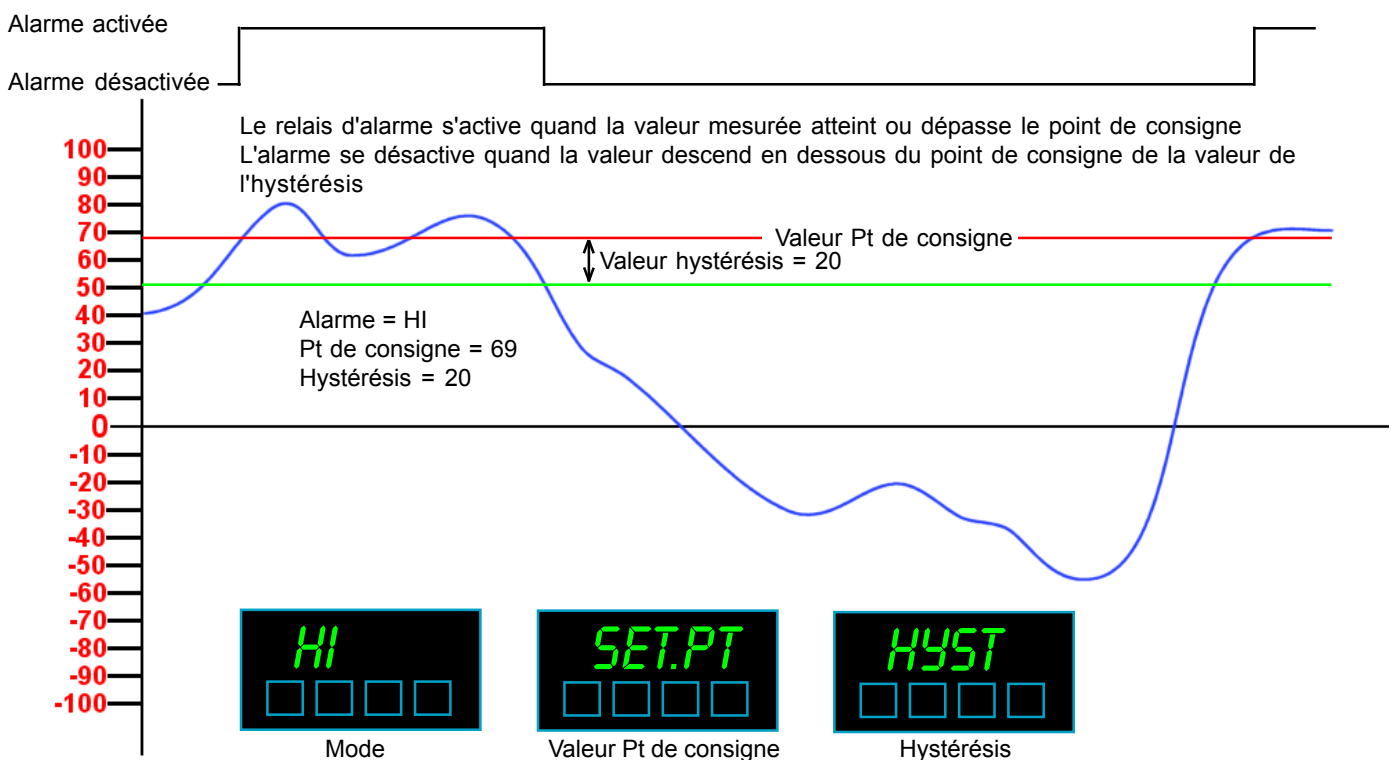 Alarme activée
Alarme désactivée
Le relais d'alarme s'active quand la valeur mesurée atteint ou dépasse le point de consigne
L'alarme se désactive quand la valeur descend en dessous du point de consigne de la valeur de
l'hystérésis
100
90
80
70
60
50
40
30
20
10
0
-10
-20
-30
-40
-50
-60
-70
-80
-90
-100
Valeur Pt de consigne
Valeur hystérésis = 20
Alarme = HI
Pt de consigne = 69
Hystérésis = 20
HI
SET.PT
HYST
Mode
Valeur Pt de consigne
Hystérésis